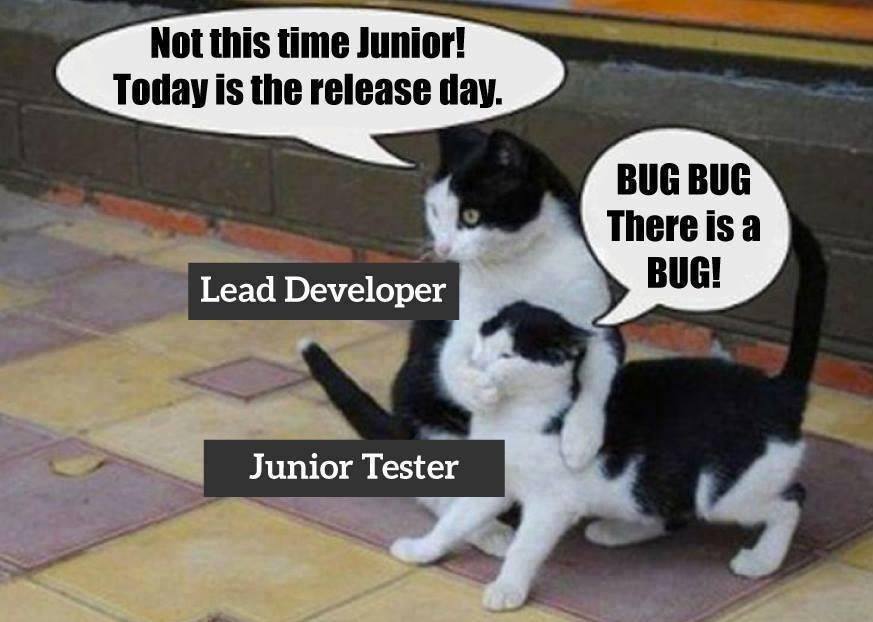 Not this time Junior!
Today is the release day.
BUG BUG
There is a
BUG!
Lead Developer
Junior Tester